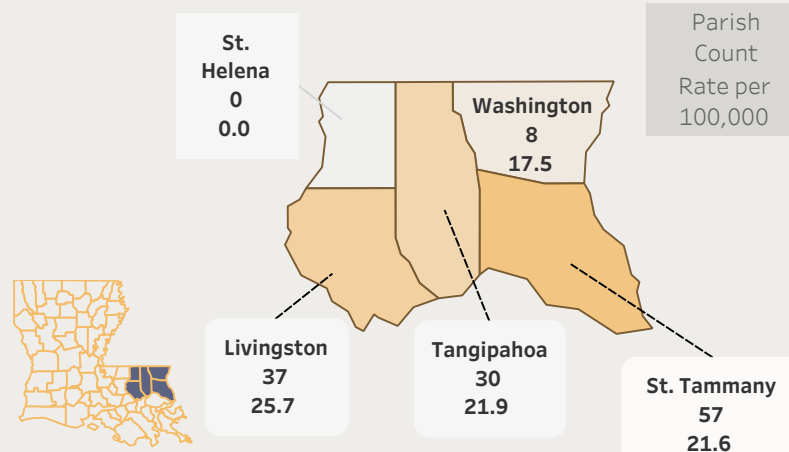 Parish
Count
Rate per
100,000
St.
Helena
0
0.0
Washington
8
17.5
Livingston
37
25.7
Tangipahoa
30
21.9
St. Tammany
57
21.6